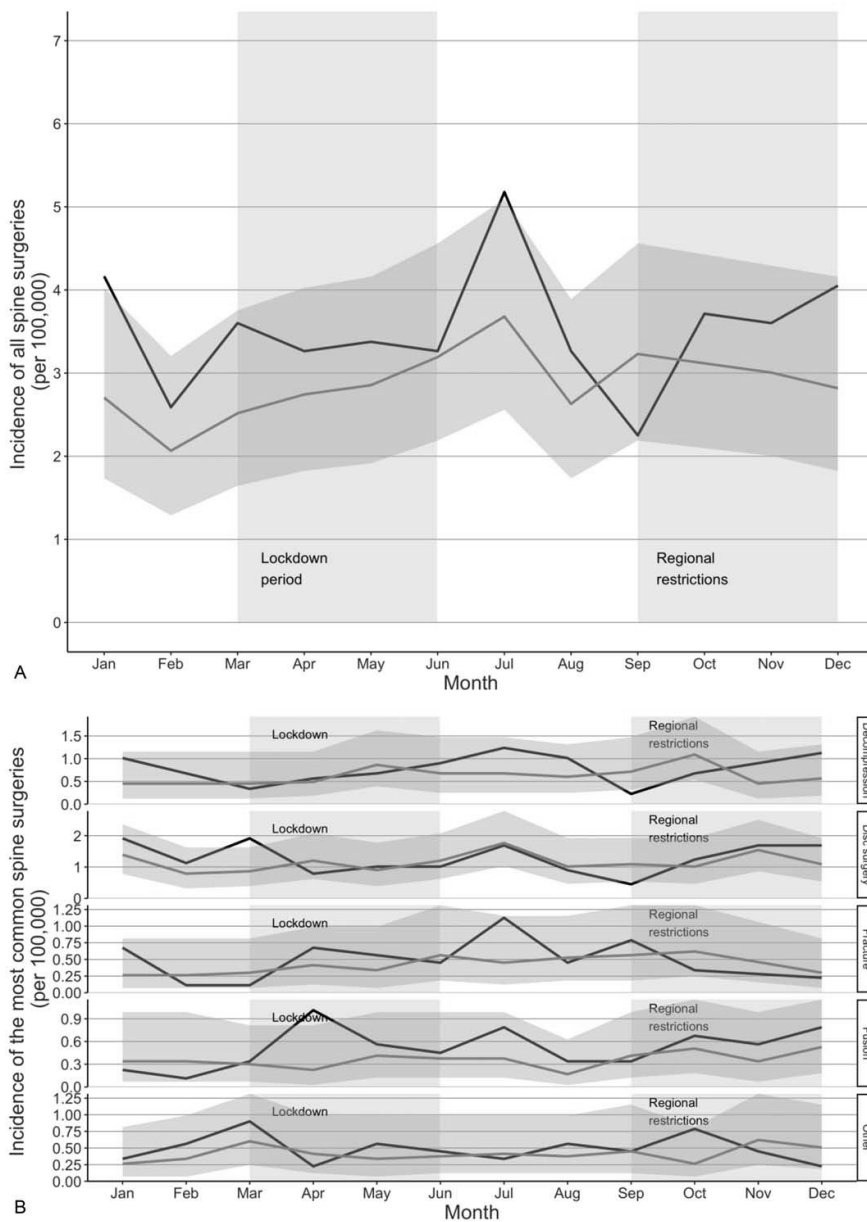 Incidence of all spine surgeries
(per 100,000)
7
6
5
4
3
2
1
0
Lockdown
period
Regional
restrictions
Jan Feb Mar Apr May Jun Jul Aug Sep Oct Nov Dec
Month
A
Incidence of the most common spine surgeries
(per 100,000)
1.5
1.0
0.5
0.0
Lockdown
Regional
restrictions
Decompression
2
1
0
Lockdown
Regional
restrictions
Disc surgery
1.25
1.00
0.75
0.50
0.25
0.00
Lockdown
Regional
restrictions
Fracture
0.9
0.6
0.3
0.0
Lockdown
Regional
restrictions
Fusion
1.25
1.00
0.75
0.50
0.25
0.00
Lockdown
Regional
restrictions
Other
Jan Feb Mar Apr May Jun Jul Aug Sep Oct Nov Dec
Month
B